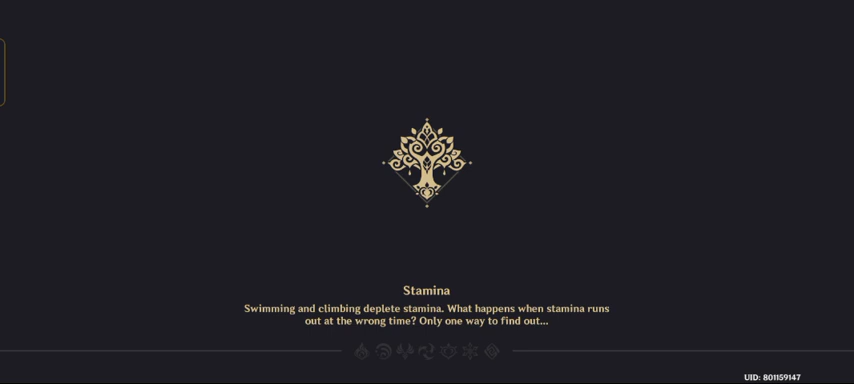 Stamina
Swimming and climbing deplete stamina. What happens when stamina runs
out at the wrong time? Only one way to find out...
UID: 801159147